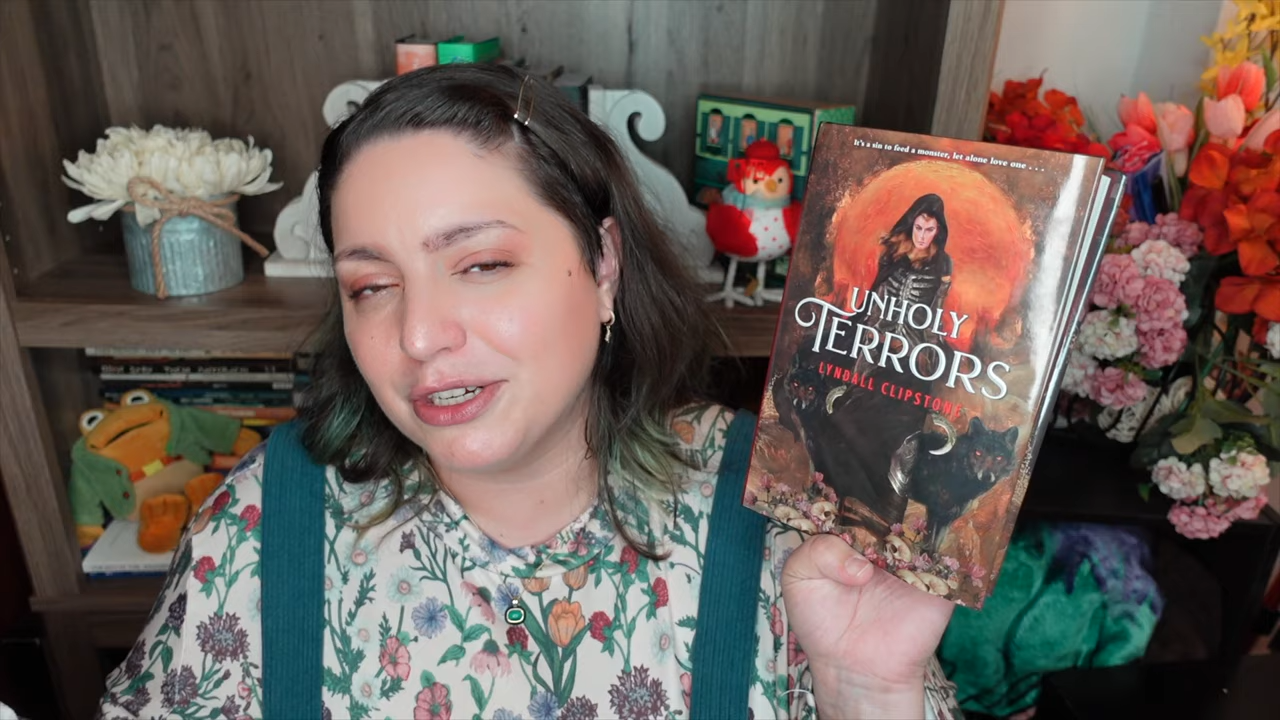 It's a sin to feed a monster, let alone love one . . .
UNHOLY
TERRORS
LYNDALL CLIPSTONE